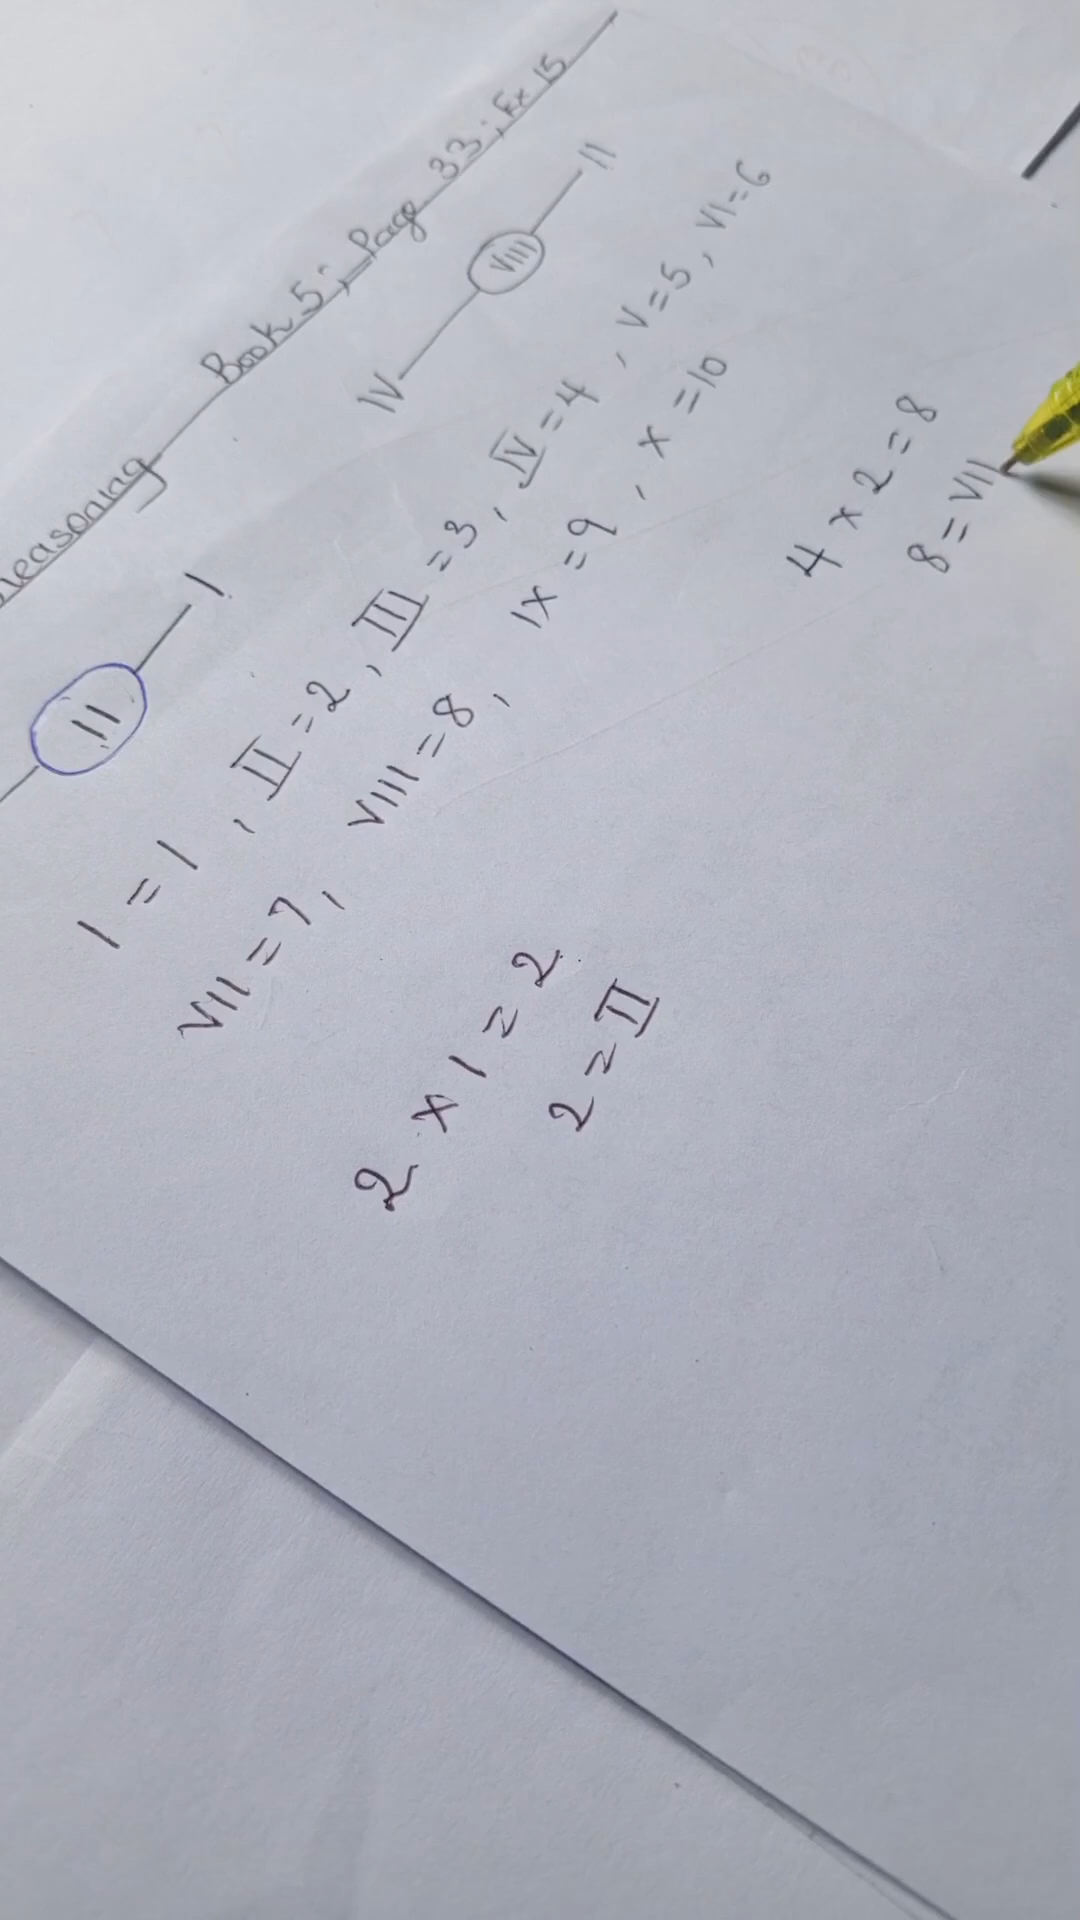 reasoning Book 5; Page 33; Ex 15
II I
IV VIII II
I = 1, II = 2, III = 3, IV = 4, V = 5, VI = 6
VII = 7, VIII = 8, IX = 9, X = 10
2 x 1 = 2
2 = II
4 x 2 = 8
8 = VII